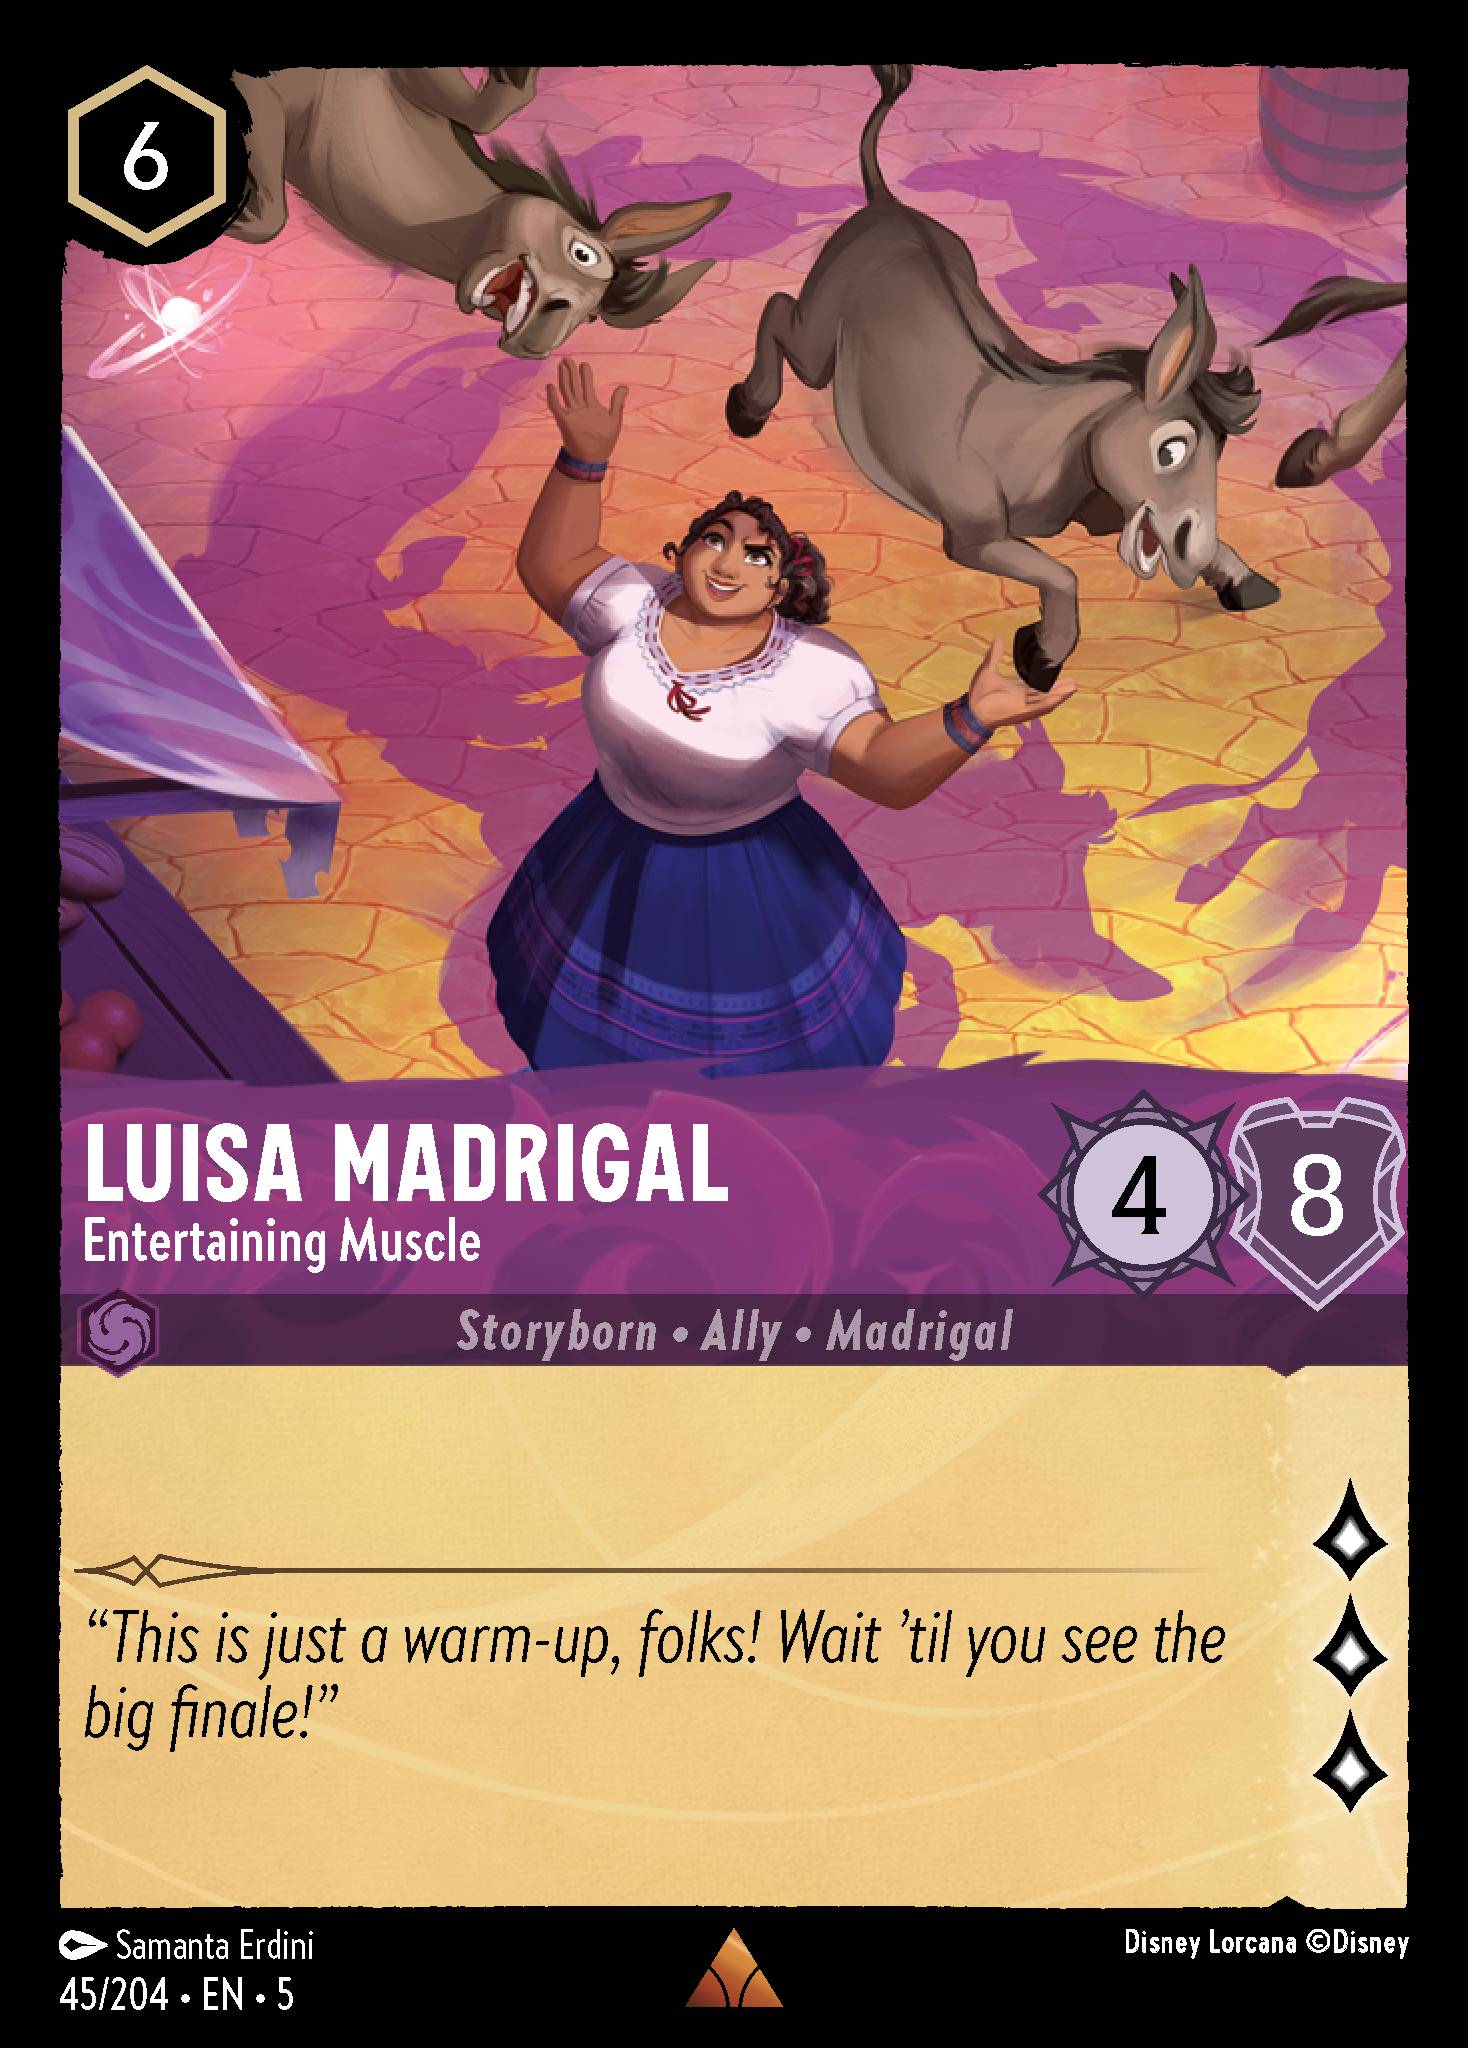 6
LUISA MADRIGAL
Entertaining Muscle
4
8
Storyborn • Ally • Madrigal
“This is just a warm-up, folks! Wait ’til you see the
big finale!”
Samanta Erdini
45/204 • EN • 5
Disney Lorcana ©Disney